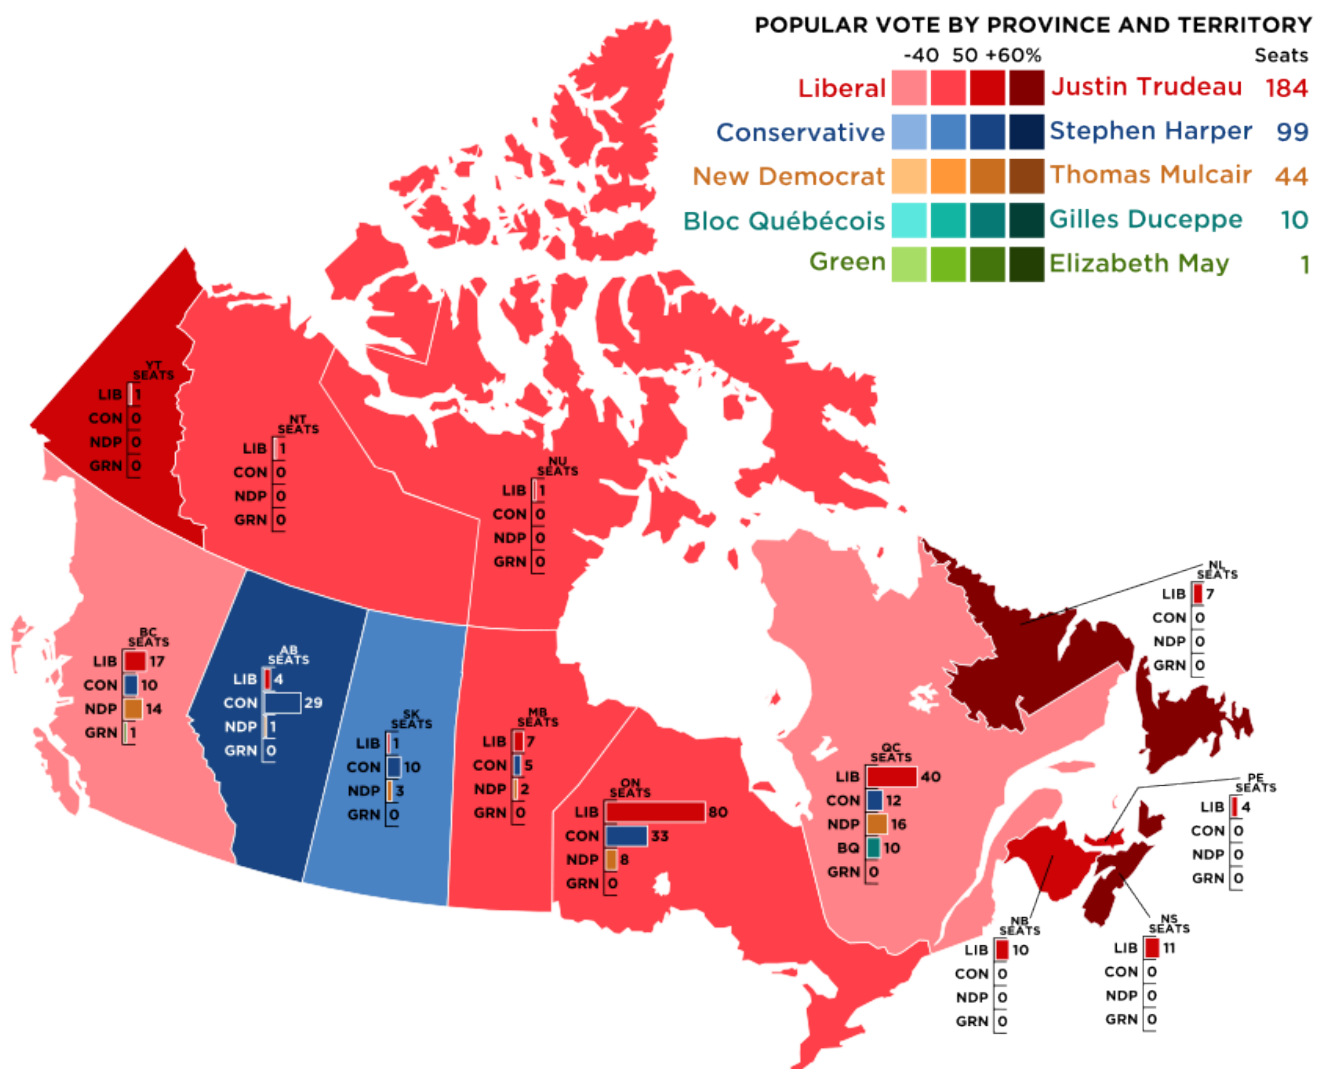 POPULAR VOTE BY PROVINCE AND TERRITORY
-40 50 +60% Seats
Liberal Justin Trudeau 184
Conservative Stephen Harper 99
New Democrat Thomas Mulcair 44
Bloc Québécois Gilles Duceppe 10
Green Elizabeth May 1
YT
SEATS
LIB 1
CON 0
NDP 0
GRN 0
NT
SEATS
LIB 1
CON 0
NDP 0
GRN 0
NU
SEATS
LIB 1
CON 0
NDP 0
GRN 0
NL
SEATS
LIB 7
CON 0
NDP 0
GRN 0
BC
SEATS
LIB 17
CON 10
NDP 14
GRN 1
AB
SEATS
LIB 4
CON 29
NDP 1
GRN 0
SK
SEATS
LIB 1
CON 10
NDP 3
GRN 0
MB
SEATS
LIB 7
CON 5
NDP 2
GRN 0
ON
SEATS
LIB 80
CON 33
NDP 8
GRN 0
QC
SEATS
LIB 40
CON 12
NDP 16
BQ 10
GRN 0
PE
SEATS
LIB 4
CON 0
NDP 0
GRN 0
NB
SEATS
LIB 10
CON 0
NDP 0
GRN 0
NS
SEATS
LIB 11
CON 0
NDP 0
GRN 0